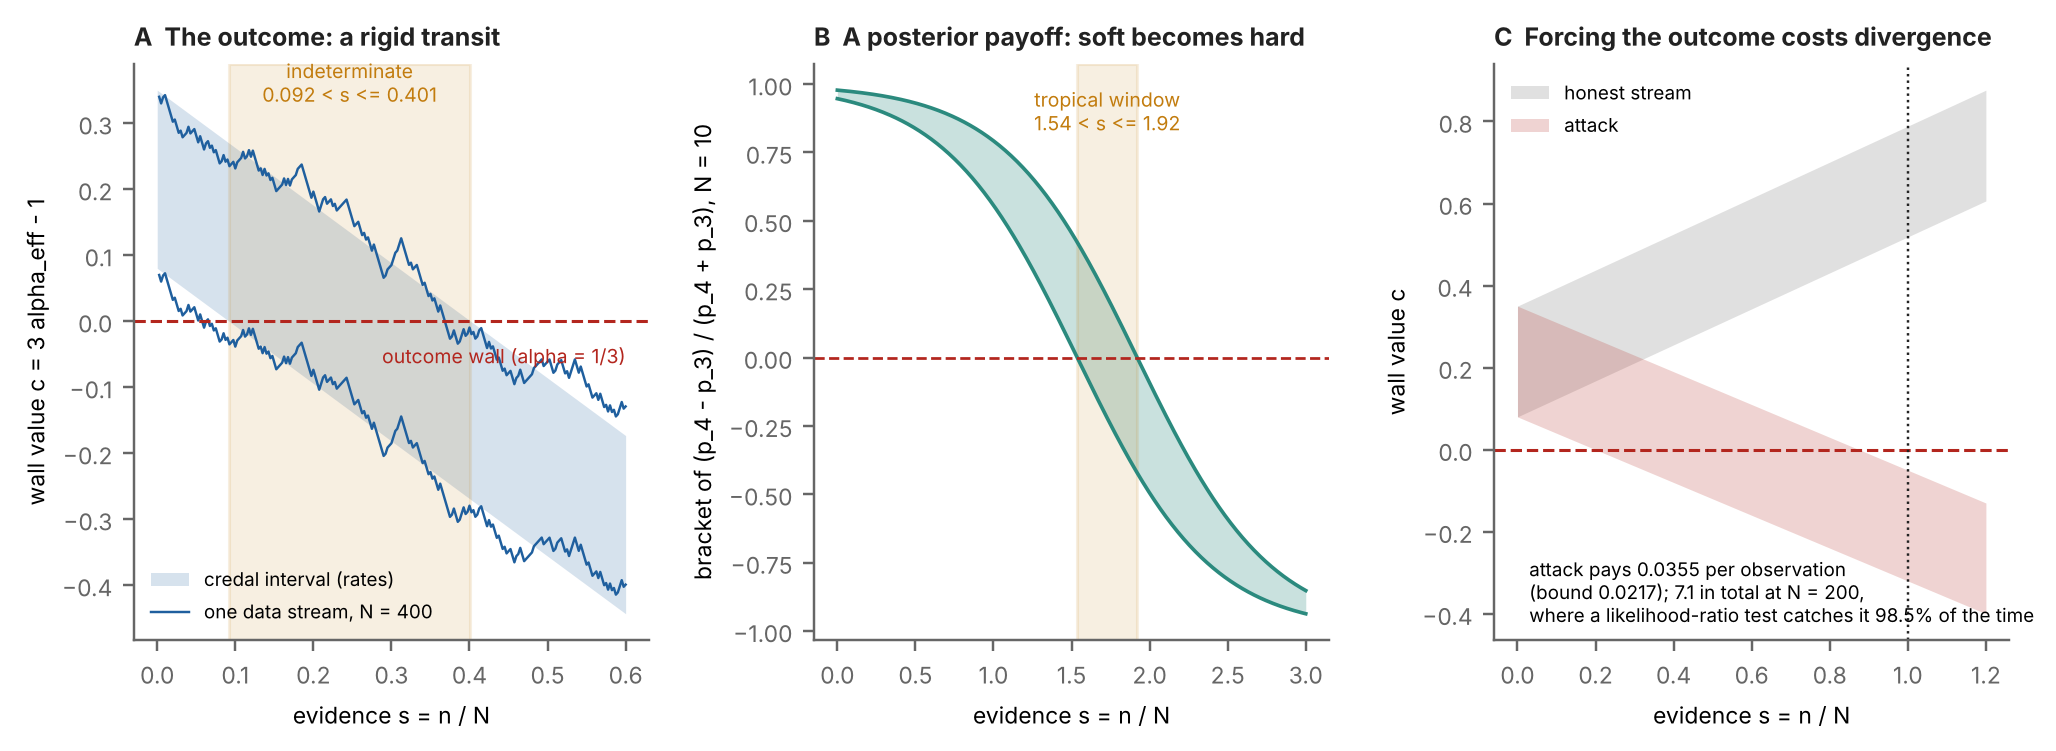 A The outcome: a rigid transit
indeterminate
0.092 < s <= 0.401
wall value c = 3 alpha_eff - 1
0.3
0.2
0.1
0.0
−0.1
−0.2
−0.3
−0.4
outcome wall (alpha = 1/3)
credal interval (rates)
one data stream, N = 400
0.0 0.1 0.2 0.3 0.4 0.5 0.6
evidence s = n / N
B A posterior payoff: soft becomes hard
tropical window
1.54 < s <= 1.92
bracket of (p_4 - p_3) / (p_4 + p_3), N = 10
1.00
0.75
0.50
0.25
0.00
−0.25
−0.50
−0.75
−1.00
0.0 0.5 1.0 1.5 2.0 2.5 3.0
evidence s = n / N
C Forcing the outcome costs divergence
honest stream
attack
wall value c
0.8
0.6
0.4
0.2
0.0
−0.2
−0.4
attack pays 0.0355 per observation
(bound 0.0217); 7.1 in total at N = 200,
where a likelihood-ratio test catches it 98.5% of the time
0.0 0.2 0.4 0.6 0.8 1.0 1.2
evidence s = n / N